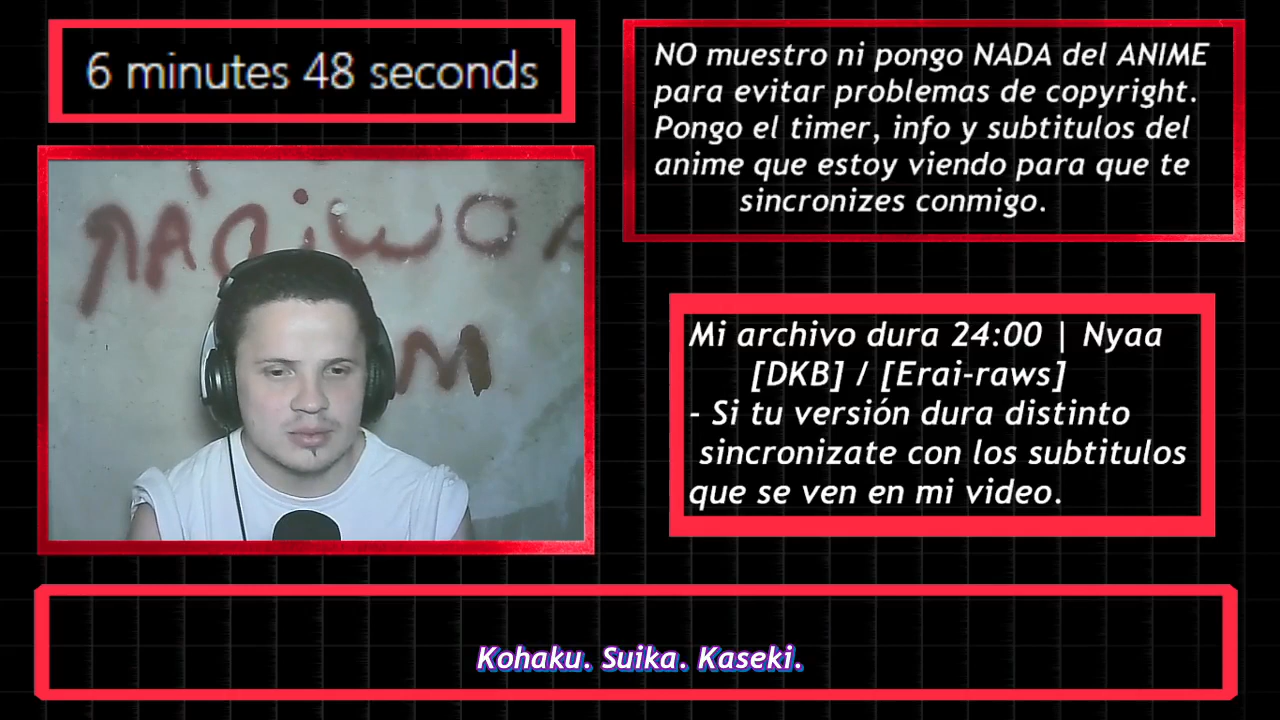 6 minutes 48 seconds
NO muestro ni pongo NADA del ANIME
para evitar problemas de copyright.
Pongo el timer, info y subtitulos del
anime que estoy viendo para que te
sincronizes conmigo.
Mi archivo dura 24:00 | Nyaa
[DKB] / [Erai-raws]
- Si tu versión dura distinto
sincronizate con los subtitulos
que se ven en mi video.
Kohaku. Suika. Kaseki.